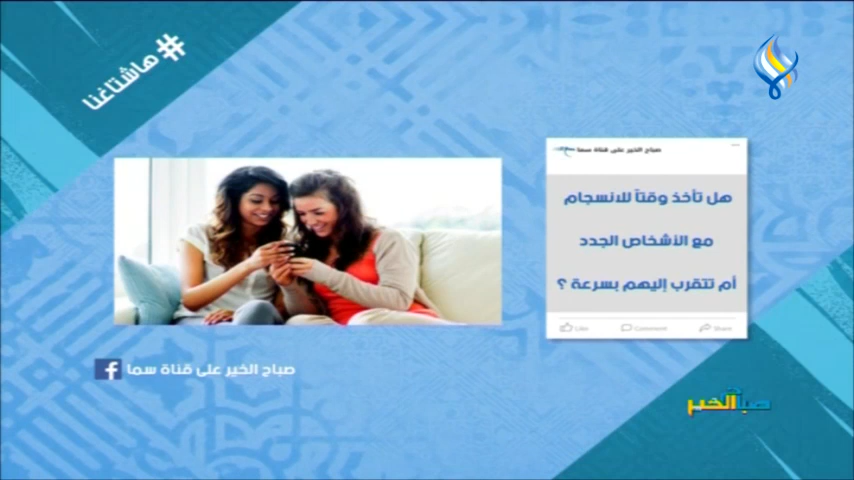 #هاشتاغنا
صباح الخير على قناة سما
هل تأخذ وقتاً للانسجام
مع الأشخاص الجدد
أم تتقرب إليهم بسرعة ؟
Like Comment Share
صباح الخير على قناة سما
صباح الخير